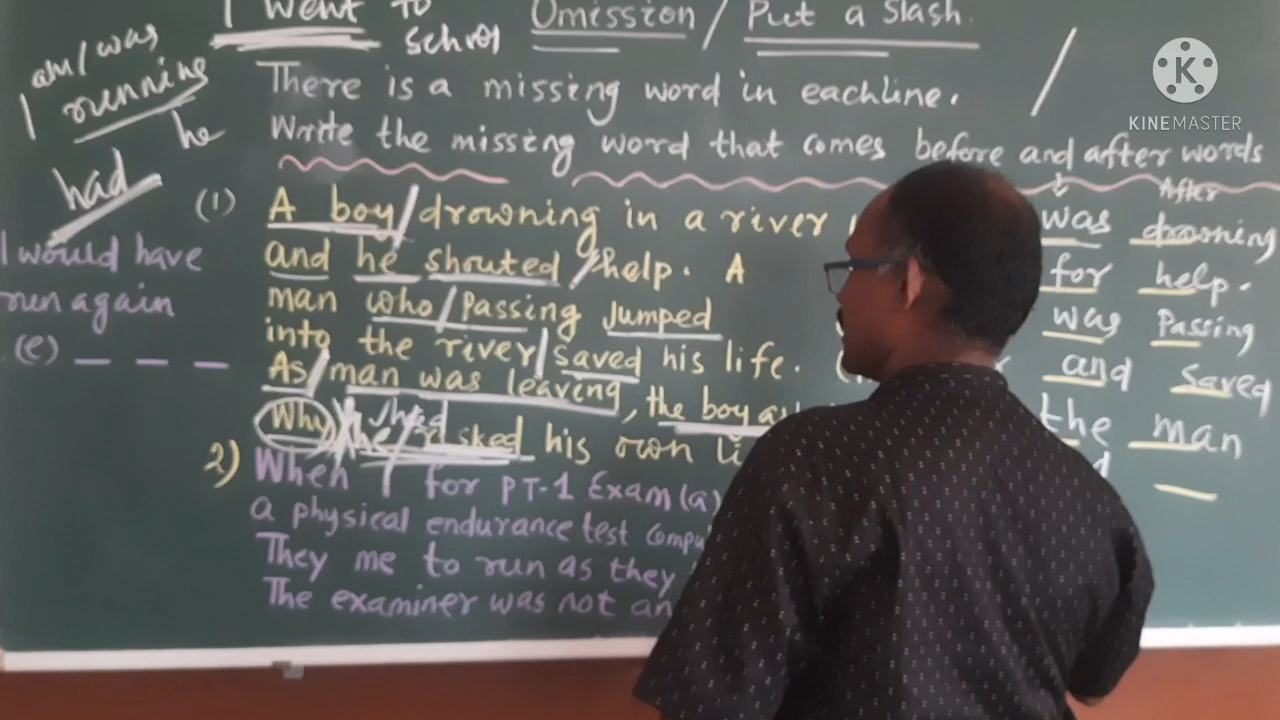 I went to Omission / Put a slash.
school
am/was
I running
he
had
There is a missing word in eachline.
Write the missing word that comes before and after words
After
(1) A boy/drowning in a river was drowning
and he shouted/help. A for help.
man who/passing jumped was Passing
into the river/saved his life. and saved
As/man was leaving, the boy the man
Why he/risked his own
2) When I for PT-1 Exam (a)
a physical endurance test
They me to run as they
The examiner was not
I would have
run again
(e) _ _ _
KINEMASTER